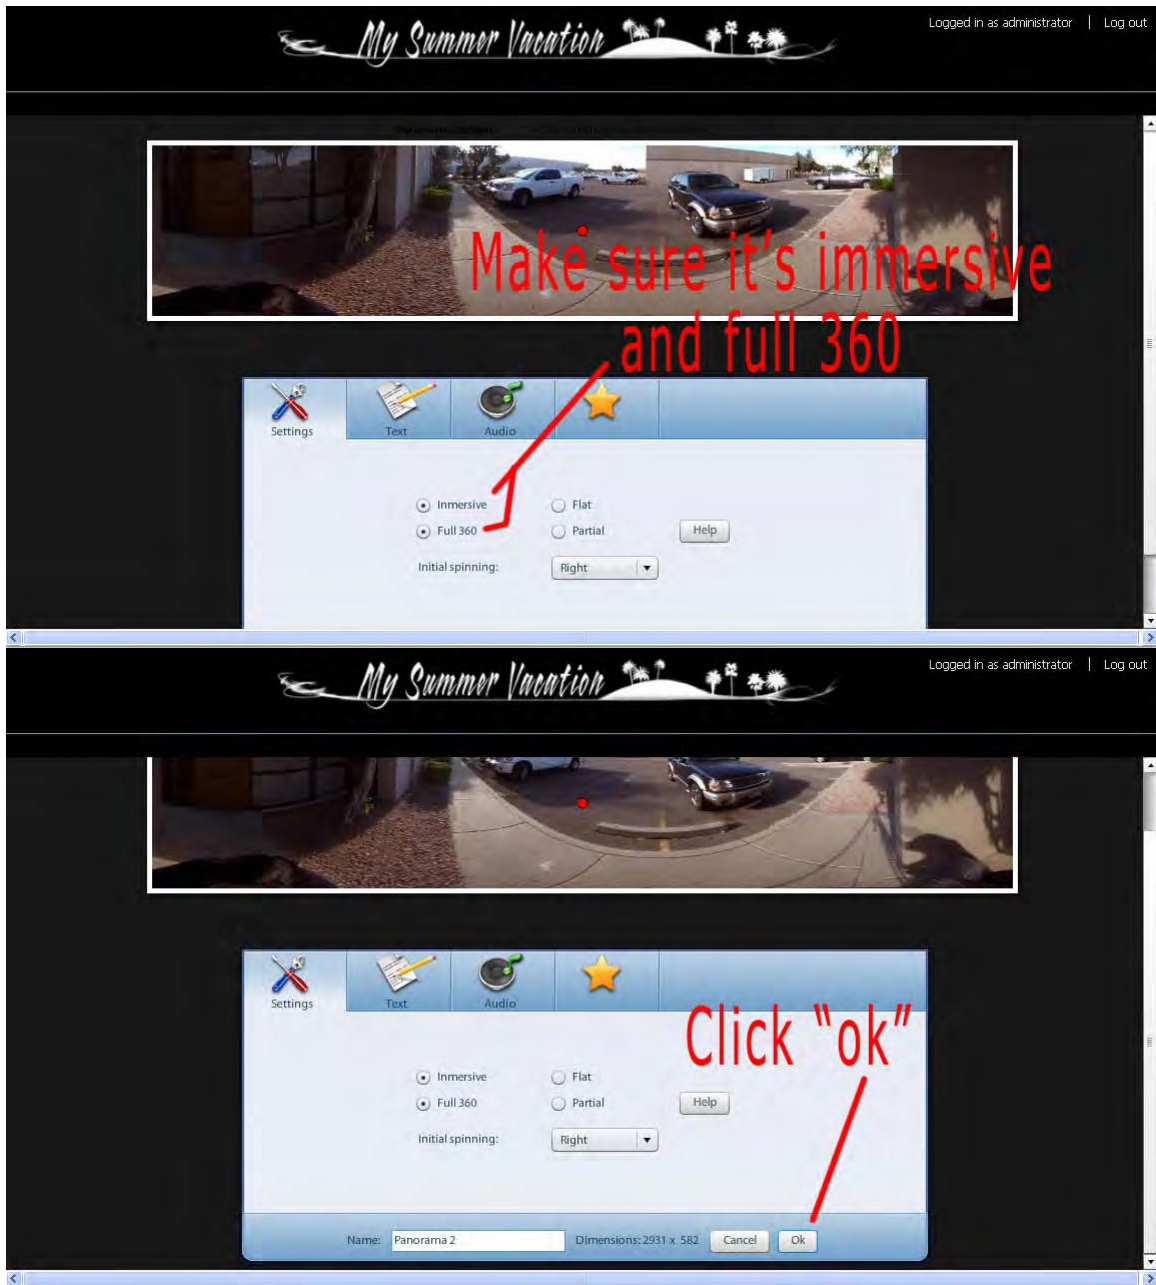 My Summer Vacation
Logged in as administrator | Log out
Make sure it's immersive
and full 360
Settings
Text
Audio
Inmersive
Flat
Full 360
Partial
Help
Initial spinning:
Right
My Summer Vacation
Logged in as administrator | Log out
Settings
Text
Audio
Click “ok”
Inmersive
Flat
Full 360
Partial
Help
Initial spinning:
Right
Name: Panorama 2 Dimensions: 2931 x 582 Cancel Ok